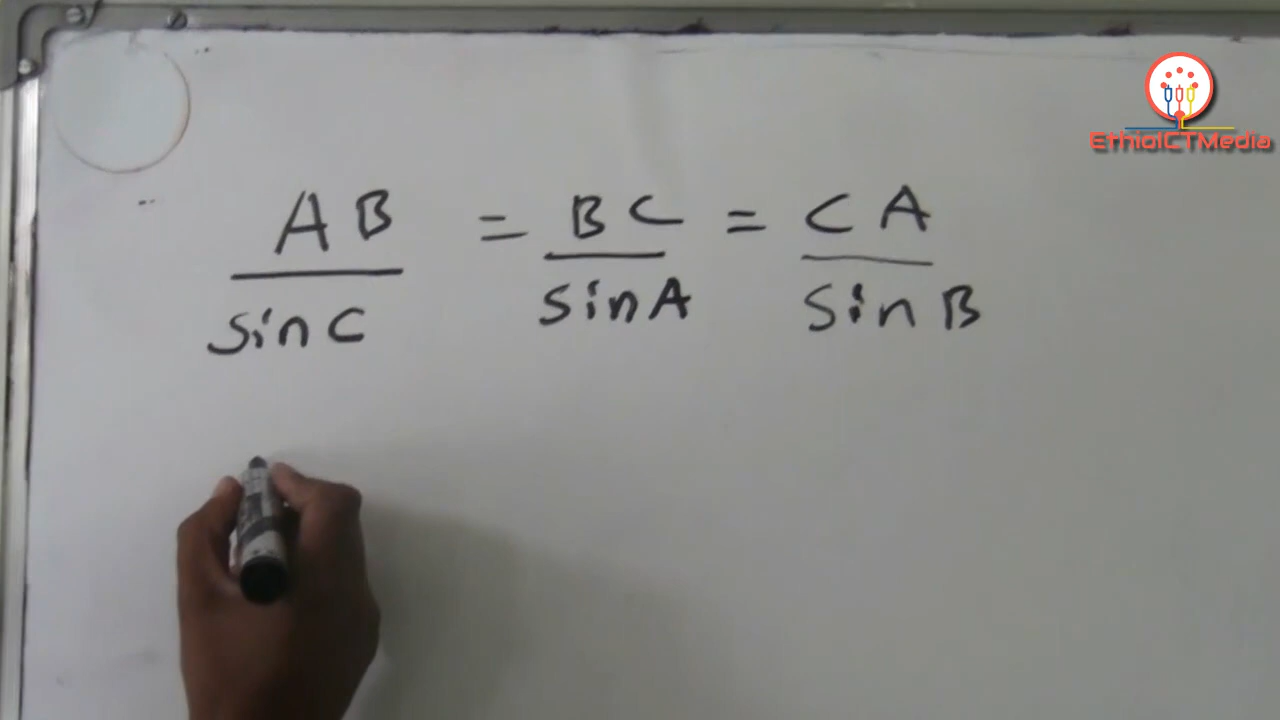 EthioICTMedia
AB = BC = CA
sinC sinA sinB